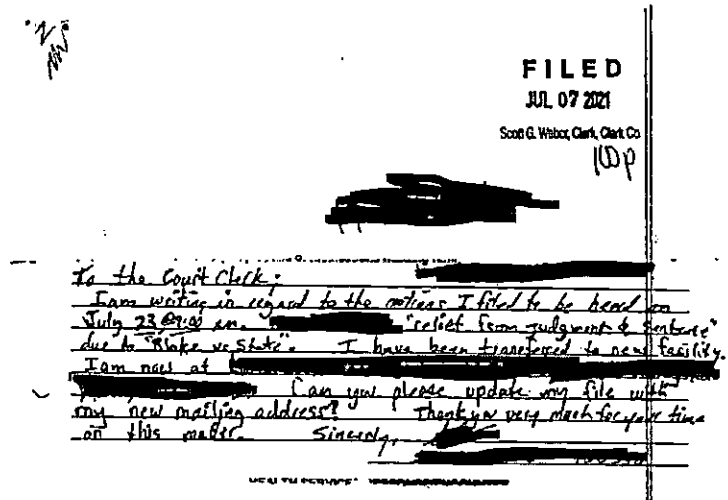 FILED
JUL 07 2021
Scott G. Weber, Clerk, Clark Co
To the Court Clerk;
I am writing in regard to the motions I filed to be heard on
July 23 @ 9:00 am. "relief from judgment & sentence"
due to "Blake vs State". I have been transfered to new facility.
I am now at
Can you please update my file with
my new mailing address? Thank you very much for your time
on this matter. Sincerely,